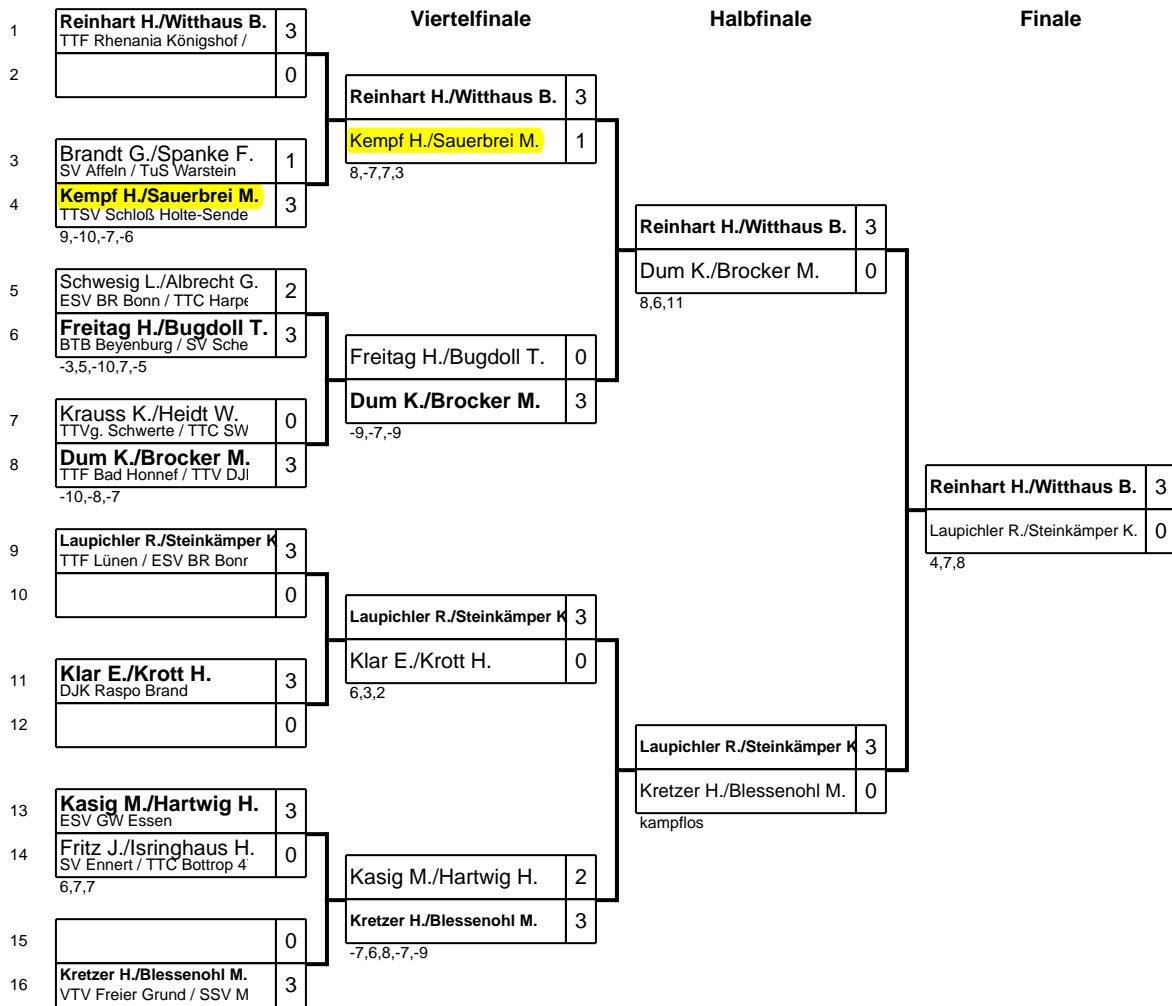 Viertelfinale Halbfinale Finale
1 Reinhart H./Witthaus B. 3
TTF Rhenania Königshof /
2 0
3 Brandt G./Spanke F. 1
SV Affeln / TuS Warstein
4 Kempf H./Sauerbrei M. 3
TTSV Schloß Holte-Sende
9,-10,-7,-6
5 Schwesig L./Albrecht G. 2
ESV BR Bonn / TTC Harpe
6 Freitag H./Bugdoll T. 3
BTB Beyenburg / SV Sche
-3,5,-10,7,-5
7 Krauss K./Heidt W. 0
TTVg. Schwerte / TTC SW
8 Dum K./Brocker M. 3
TTF Bad Honnef / TTV DJ
-10,-8,-7
9 Laupichler R./Steinkämper K 3
TTF Lünen / ESV BR Bonn
10 0
11 Klar E./Krott H. 3
DJK Raspo Brand
12 0
13 Kasig M./Hartwig H. 3
ESV GW Essen
14 Fritz J./Isringhaus H. 0
SV Ennert / TTC Bottrop 4
6,7,7
15 0
16 Kretzer H./Blessenohl M. 3
VTV Freier Grund / SSV M
Reinhart H./Witthaus B. 3
Kempf H./Sauerbrei M. 1
8,-7,7,3
Freitag H./Bugdoll T. 0
Dum K./Brocker M. 3
-9,-7,-9
Laupichler R./Steinkämper K 3
Klar E./Krott H. 0
6,3,2
Kasig M./Hartwig H. 2
Kretzer H./Blessenohl M. 3
-7,6,8,-7,-9
Reinhart H./Witthaus B. 3
Dum K./Brocker M. 0
8,6,11
Laupichler R./Steinkämper K 3
Kretzer H./Blessenohl M. 0
kampflos
Reinhart H./Witthaus B. 3
Laupichler R./Steinkämper K. 0
4,7,8